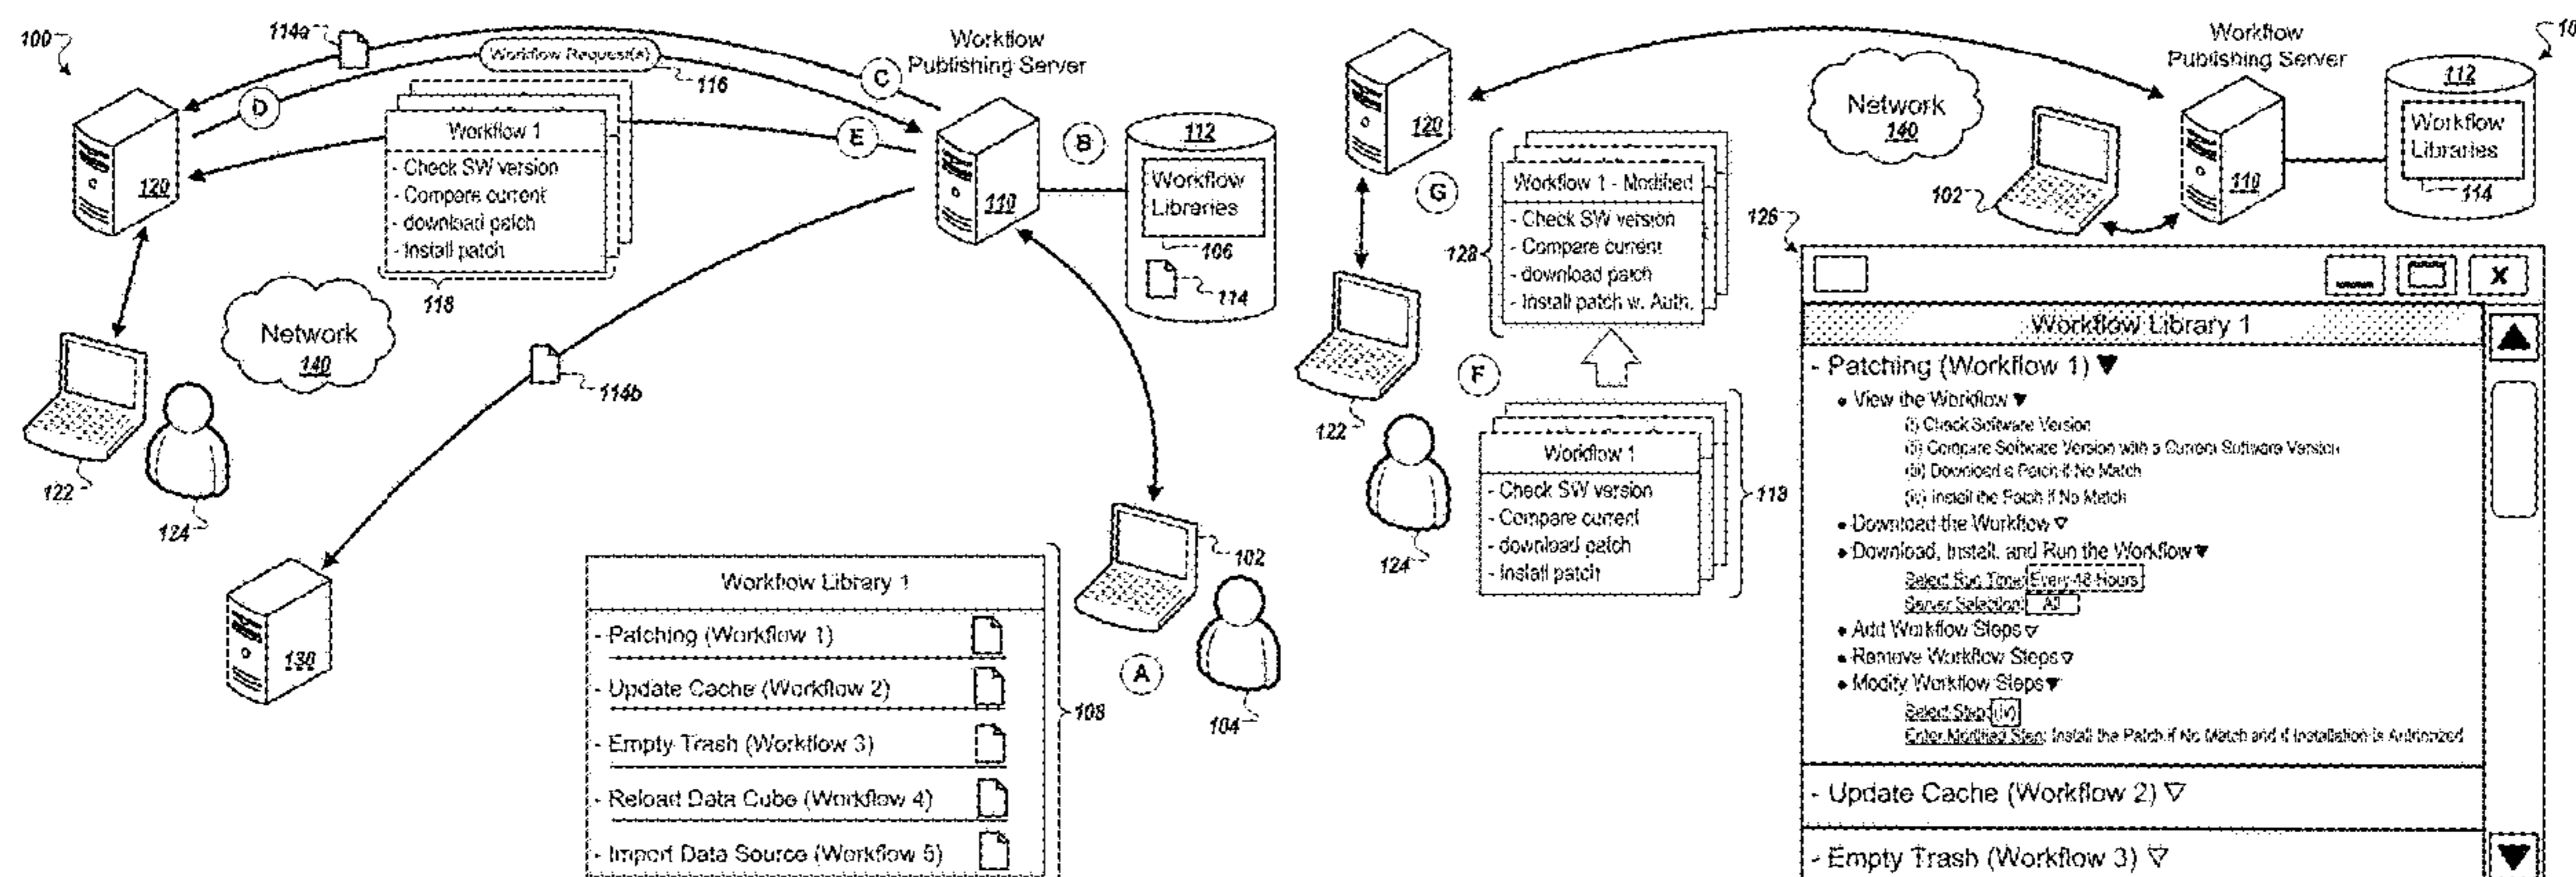 100
114a
Workflow Request(s)
116
C
Workflow
Publishing Server
D
120
Workflow 1
- Check SW version
- Compare current
- download patch
- Install patch
118
E
B
110
112
Workflow
Libraries
106
114
Network
140
122
124
114b
130
102
104
A
Workflow Library 1
- Patching (Workflow 1)
- Update Cache (Workflow 2)
- Empty Trash (Workflow 3)
- Reload Data Cube (Workflow 4)
- Import Data Source (Workflow 5)
108
120
G
Workflow 1 - Modified
- Check SW version
- Compare current
- download patch
- Install patch w. Auth.
128
F
122
124
Workflow 1
- Check SW version
- Compare current
- download patch
- Install patch
118
Network
140
102
Workflow
Publishing Server
110
112
Workflow
Libraries
114
10
126
X
Workflow Library 1
- Patching (Workflow 1) ▼
• View the Workflow ▼
(i) Check Software Version
(ii) Compare Software Version with a Current Software Version
(iii) Download a Patch if No Match
(iv) Install the Patch if No Match
• Download the Workflow ▽
• Download, Install, and Run the Workflow ▼
Select Run Time: Every 48 Hours
Server Selection: All
• Add Workflow Steps ▽
• Remove Workflow Steps ▽
• Modify Workflow Steps ▼
Select Step: (iv)
Enter Modified Step: Install the Patch if No Match and if Installation is Authorized
- Update Cache (Workflow 2) ▽
- Empty Trash (Workflow 3) ▽